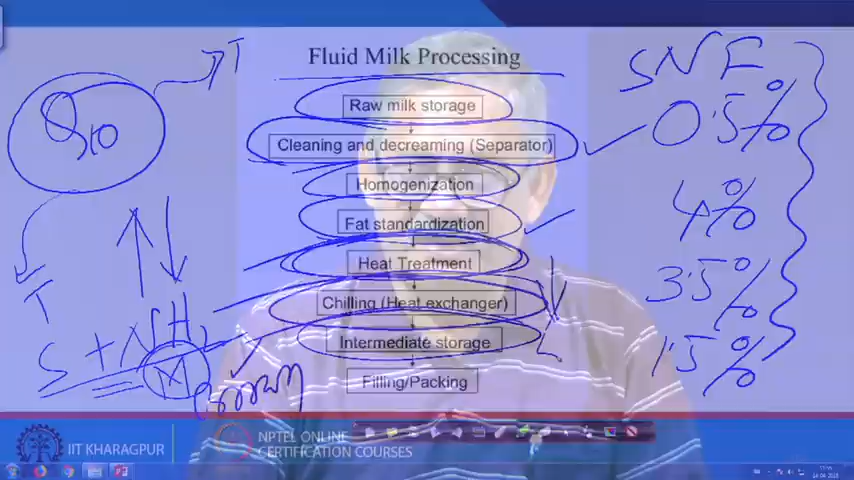 Fluid Milk Processing
Raw milk storage
Cleaning and decreaming (Separator)
Homogenization
Fat standardization
Heat Treatment
Chilling (Heat exchanger)
Intermediate storage
Filling/Packing
SNF
0.5%
4%
3.5%
1.5%
Q10
T
T
S + NH2
M
IIT KHARAGPUR
NPTEL ONLINE
CERTIFICATION COURSES